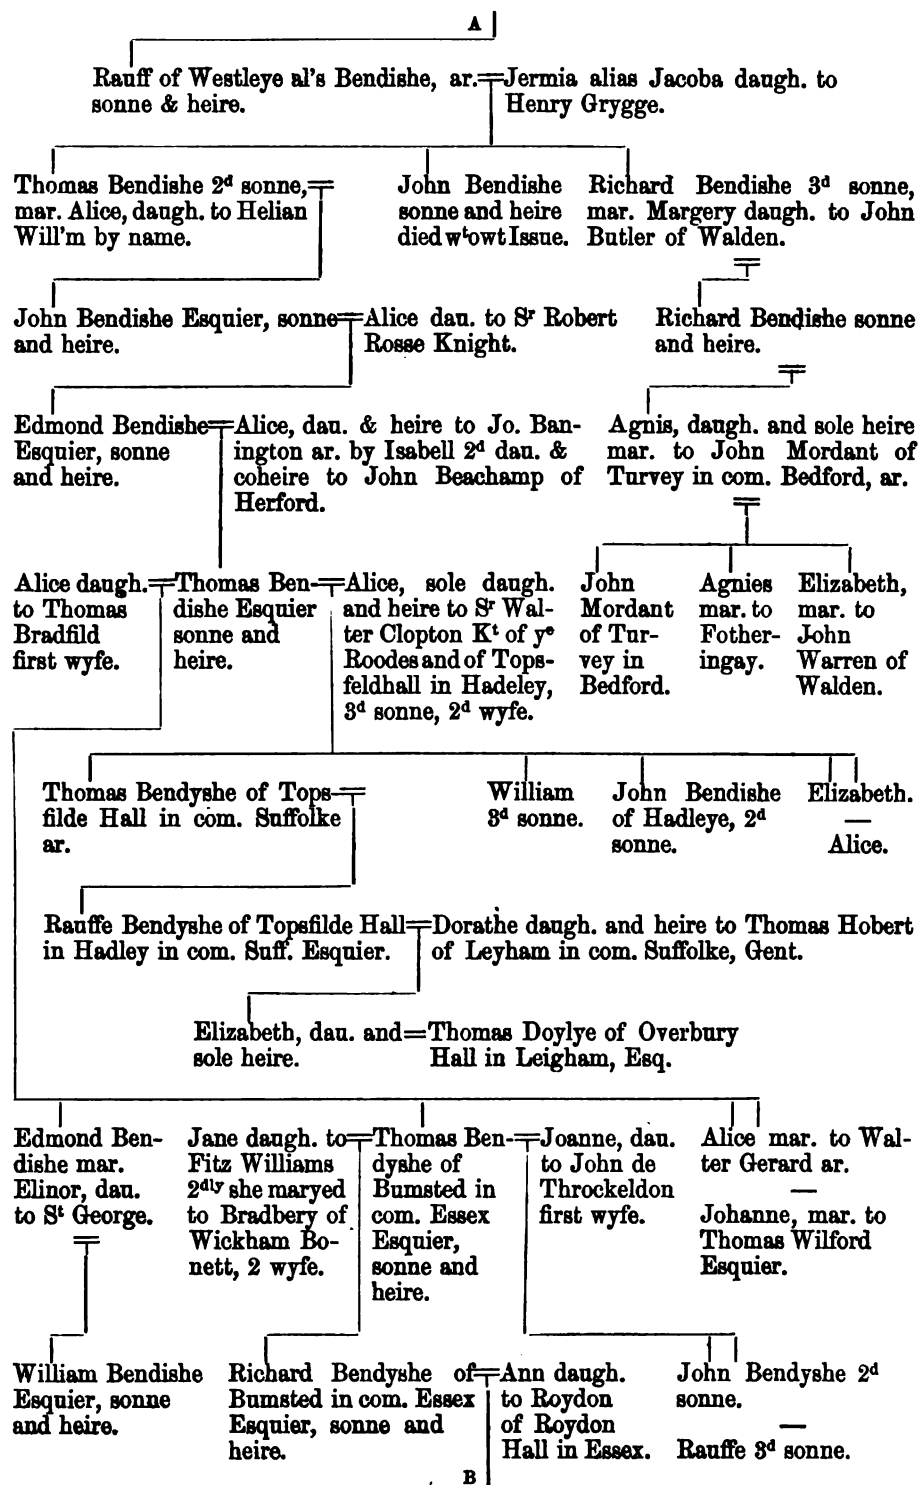 A
Rauff of Westleye al's Bendishe, ar.
sonne & heire.
Jermia alias Jacoba daugh. to
Henry Grygge.
Thomas Bendishe 2d sonne,
mar. Alice, daugh. to Helian
Will'm by name.
John Bendishe
sonne and heire
died wtowt Issue.
Richard Bendishe 3d sonne,
mar. Margery daugh. to John
Butler of Walden.
John Bendishe Esquier, sonne
and heire.
Alice dau. to Sr Robert
Rosse Knight.
Richard Bendishe sonne
and heire.
Edmond Bendishe
Esquier, sonne
and heire.
Alice, dau. & heire to Jo. Ban-
ington ar. by Isabell 2d dau. &
coheire to John Beachamp of
Herford.
Agnis, daugh. and sole heire
mar. to John Mordant of
Turvey in com. Bedford, ar.
Alice daugh.
to Thomas
Bradfild
first wyfe.
Thomas Ben-
dishe Esquier
sonne and
heire.
Alice, sole daugh.
and heire to Sr Wal-
ter Clopton Kt of ye
Roodes and of Tops-
feldhall in Hadeley,
3d sonne, 2d wyfe.
John
Mordant
of Tur-
vey in
Bedford.
Agnies
mar. to
Fother-
ingay.
Elizabeth,
mar. to
John
Warren of
Walden.
Thomas Bendyshe of Tops-
filde Hall in com. Suffolke
ar.
William
3d sonne.
John Bendishe
of Hadleye, 2d
sonne.
Elizabeth.
—
Alice.
Rauffe Bendyshe of Topsfilde Hall
in Hadley in com. Suff. Esquier.
Dorathe daugh. and heire to Thomas Hobert
of Leyham in com. Suffolke, Gent.
Elizabeth, dau. and
sole heire.
Thomas Doylye of Overbury
Hall in Leigham, Esq.
Edmond Ben-
dishe mar.
Elinor, dau.
to St George.
Jane daugh. to
Fitz Williams
2dly she maryed
to Bradbery of
Wickham Bo-
nett, 2 wyfe.
Thomas Ben-
dyshe of
Bumsted in
com. Essex
Esquier,
sonne and
heire.
Joanne, dau.
to John de
Throckeldon
first wyfe.
Alice mar. to Wal-
ter Gerard ar.
—
Johanne, mar. to
Thomas Wilford
Esquier.
William Bendishe
Esquier, sonne
and heire.
Richard Bendyshe of
Bumsted in com. Essex
Esquier, sonne and
heire.
Ann daugh.
to Roydon
of Roydon
Hall in Essex.
John Bendyshe 2d
sonne.
—
Rauffe 3d sonne.
B